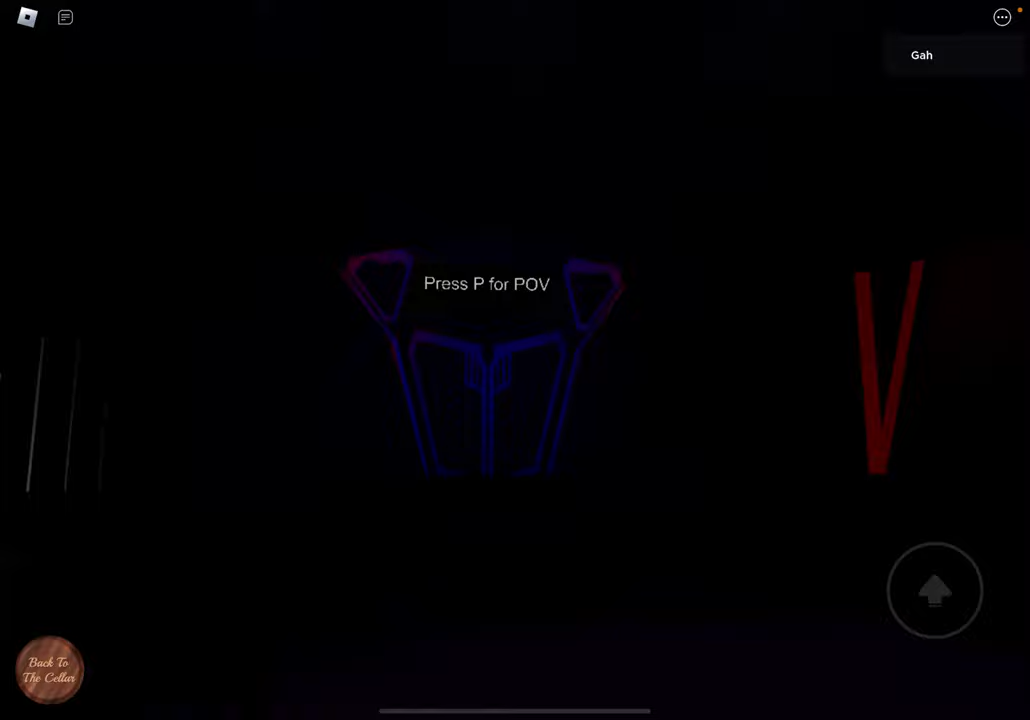 Gah
Press P for POV
V
Back To
The Cellar